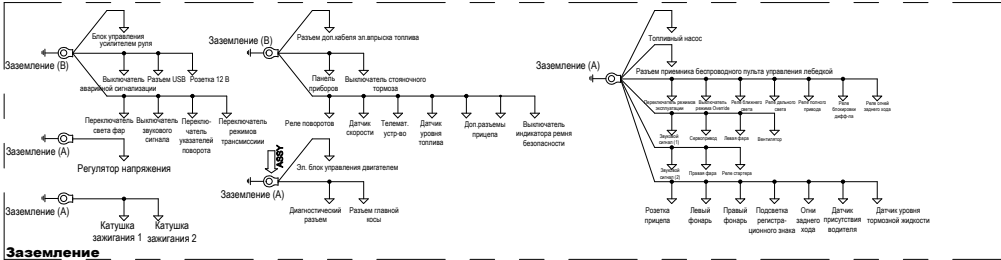 Блок управления
усилителем руля
Заземление (B)
Выключатель
аварийной сигнализации
Разъем USB
Розетка 12 В
Переключатель
света фар
Выключатель
звукового
сигнала
Переклю-
чатель
указателей
поворота
Переключатель
режимов
трансмиссиии
Заземление (A)
Регулятор напряжения
Заземление (A)
Катушка
зажигания 1
Катушка
зажигания 2
Заземление
Разъем доп.кабеля эл.впрыска топлива
Заземление (B)
Панель
приборов
Выключатель стояночного
тормоза
Реле поворотов
Датчик
скорости
Телемат.
устр-во
Датчик
уровня
топлива
Доп.разъемы
прицепа
Выключатель
индикатора ремня
безопасности
ASSY
Эл. блок управления двигателем
Заземление (A)
Диагностический
разъем
Разъем главной
косы
Топливный насос
Заземление (A)
Разъем приемника беспроводного пульта управления лебедкой
Переключатель режимов
эксплуатации
Выключатель
режима Override
Реле ближнего
света
Реле дальнего
света
Реле полного
привода
Реле
блокировки
дифф-ла
Реле огней
заднего хода
Звуковой
сигнал (1)
Сервопривод
Левая фара
Вентилятор
Звуковой
сигнал (2)
Правая фара
Реле стартера
Розетка
прицепа
Левый
фонарь
Правый
фонарь
Подсветка
регистра-
ционного знака
Огни
заднего
хода
Датчик
присутствия
водителя
Датчик уровня
тормозной жидкости